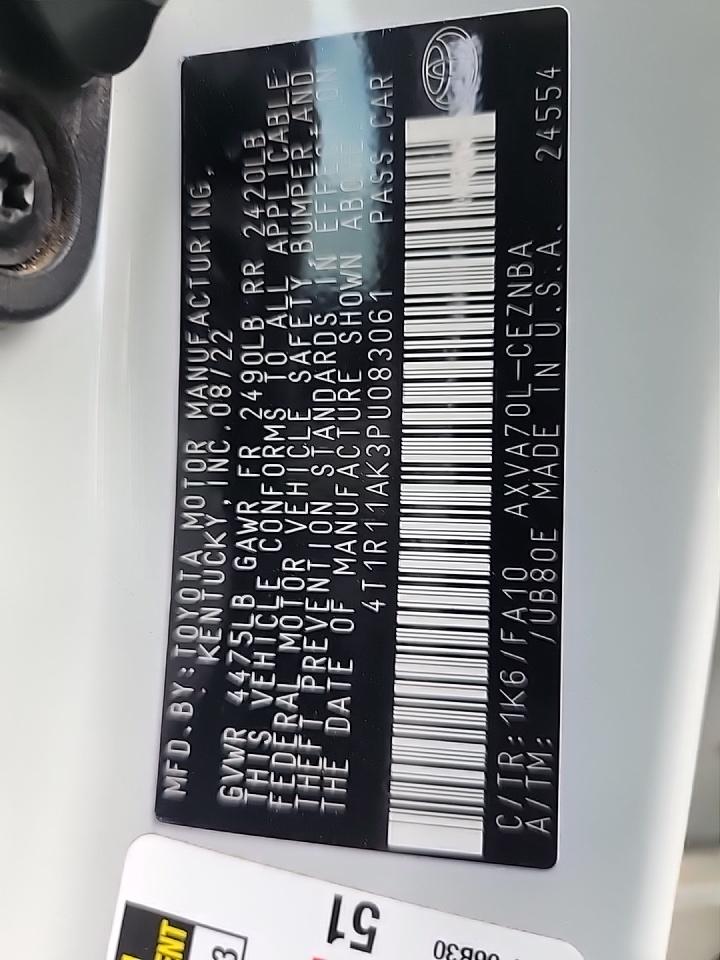 MFD.BY:TOYOTA MOTOR MANUFACTURING,
KENTUCKY, INC.08/22
GVWR 4475LB GAWR FR 2490LB RR 2420LB
THIS VEHICLE CONFORMS TO ALL APPLICABLE
FEDERAL MOTOR VEHICLE SAFETY, BUMPER,AND
THEFT PREVENTION STANDARDS IN EFFECT ON
THE DATE OF MANUFACTURE SHOWN ABOVE.
4T1R11AK3PU083061 PASS.CAR
C/TR:1K6/FA10 AXVA70L-CEZNBA
A/TM: /UB80E MADE IN U.S.A. 24554
51
06B30
3